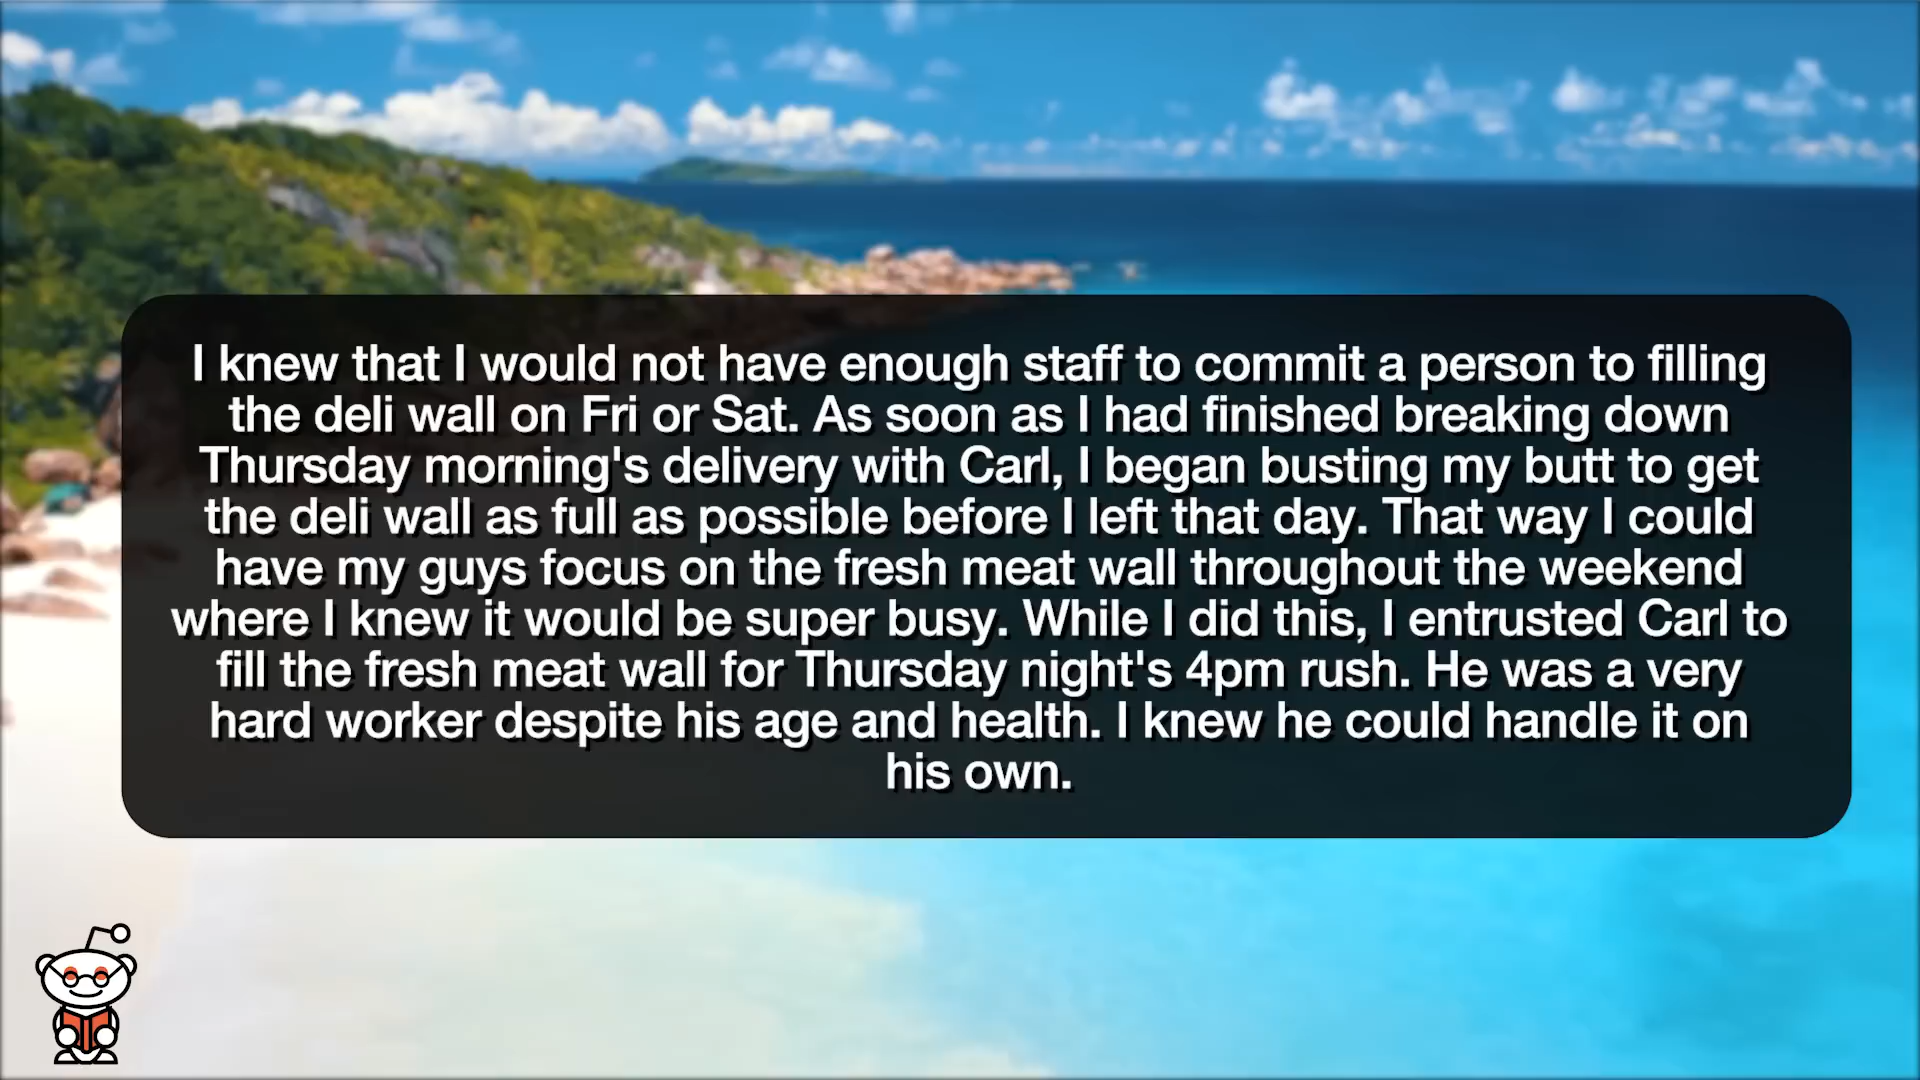 I knew that I would not have enough staff to commit a person to filling
the deli wall on Fri or Sat. As soon as I had finished breaking down
Thursday morning's delivery with Carl, I began busting my butt to get
the deli wall as full as possible before I left that day. That way I could
have my guys focus on the fresh meat wall throughout the weekend
where I knew it would be super busy. While I did this, I entrusted Carl to
fill the fresh meat wall for Thursday night's 4pm rush. He was a very
hard worker despite his age and health. I knew he could handle it on
his own.